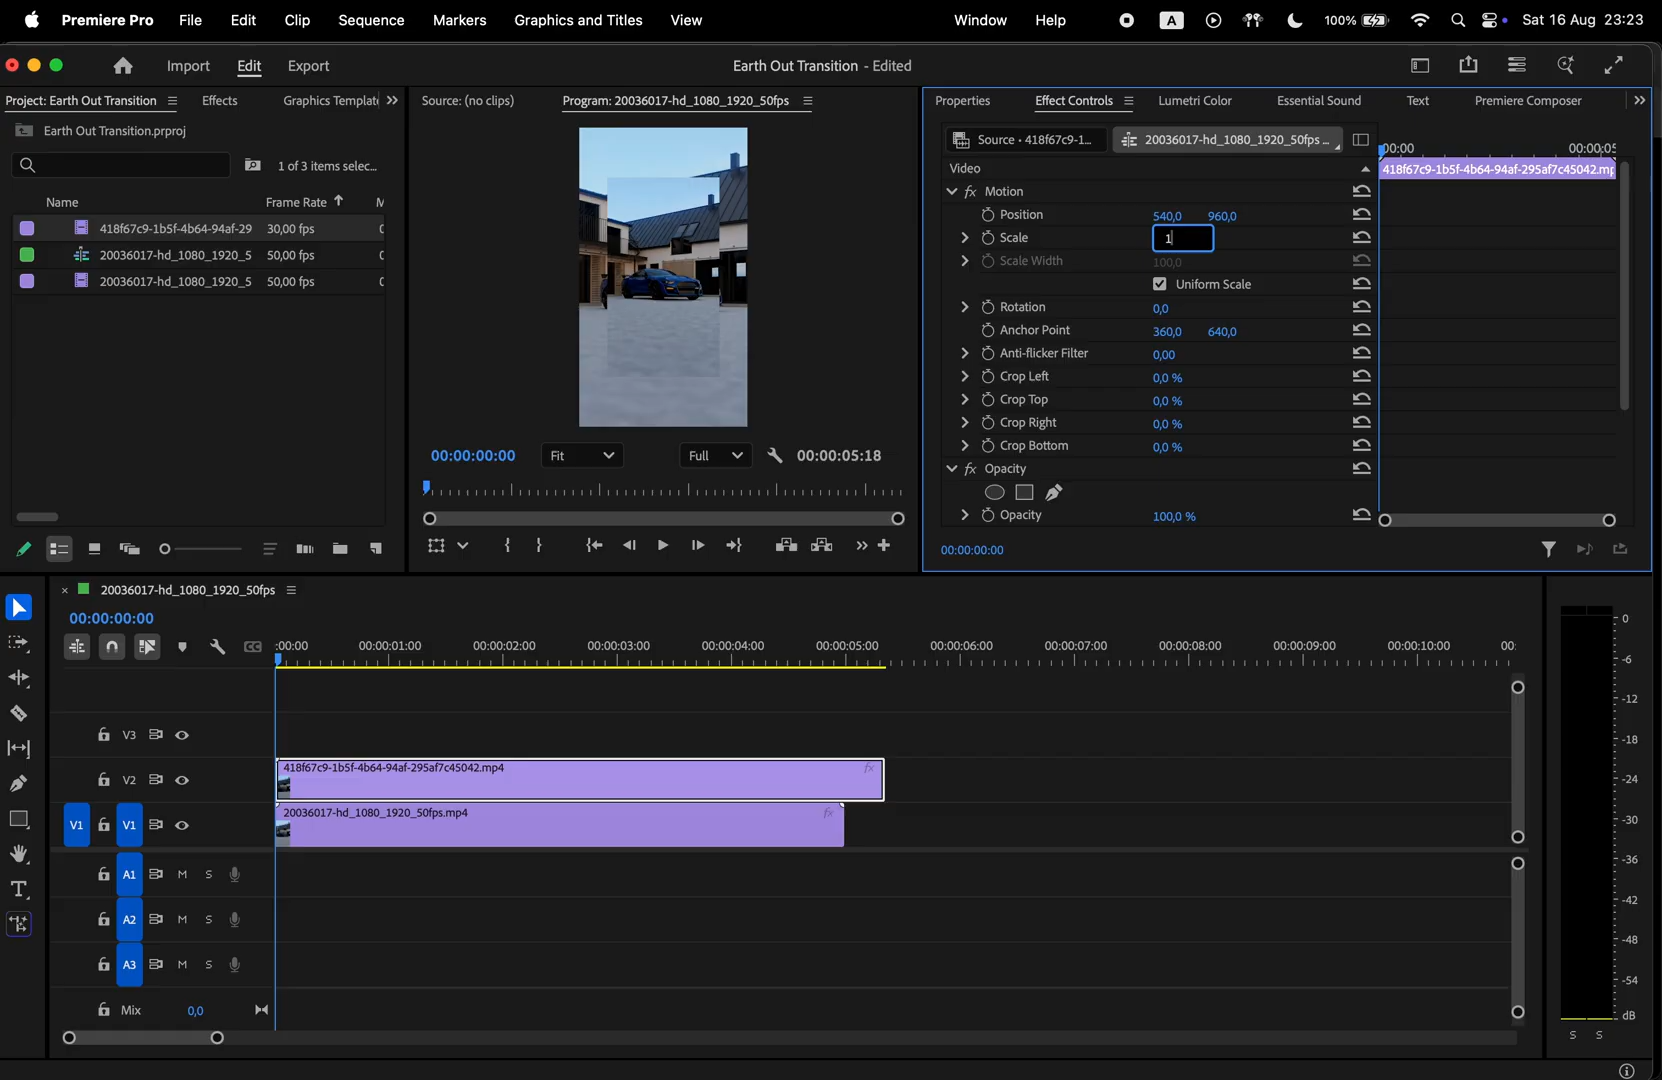 Premiere Pro File Edit Clip Sequence Markers Graphics and Titles View Window Help A 100% Sat 16 Aug 23:23
Import Edit Export Earth Out Transition - Edited
Project: Earth Out Transition Effects Graphics Templat
Earth Out Transition.prproj
1 of 3 items selec...
Name Frame Rate
418f67c9-1b5f-4b64-94af-29 30,00 fps
20036017-hd_1080_1920_5 50,00 fps
20036017-hd_1080_1920_5 50,00 fps
Source: (no clips) Program: 20036017-hd_1080_1920_50fps
00:00:00:00 Fit Full 00:00:05:18
Properties Effect Controls Lumetri Color Essential Sound Text Premiere Composer
Source • 418f67c9-1... 20036017-hd_1080_1920_50fps ...
:00:00 00:00:05
418f67c9-1b5f-4b64-94af-295af7c45042.mp
Video
fx Motion
Position 540,0 960,0
Scale 1
Scale Width 100,0
Uniform Scale
Rotation 0,0
Anchor Point 360,0 640,0
Anti-flicker Filter 0,00
Crop Left 0,0 %
Crop Top 0,0 %
Crop Right 0,0 %
Crop Bottom 0,0 %
fx Opacity
Opacity 100,0 %
00:00:00:00
× 20036017-hd_1080_1920_50fps
00:00:00:00
CC
:00:00 00:00:01:00 00:00:02:00 00:00:03:00 00:00:04:00 00:00:05:00 00:00:06:00 00:00:07:00 00:00:08:00 00:00:09:00 00:00:10:00 00:
V3
V2 418f67c9-1b5f-4b64-94af-295af7c45042.mp4 fx
V1 V1 20036017-hd_1080_1920_50fps.mp4 fx
A1 M S
A2 M S
A3 M S
Mix 0,0
T
0
-6
-12
-18
-24
-30
-36
-42
-48
-54
dB
S S